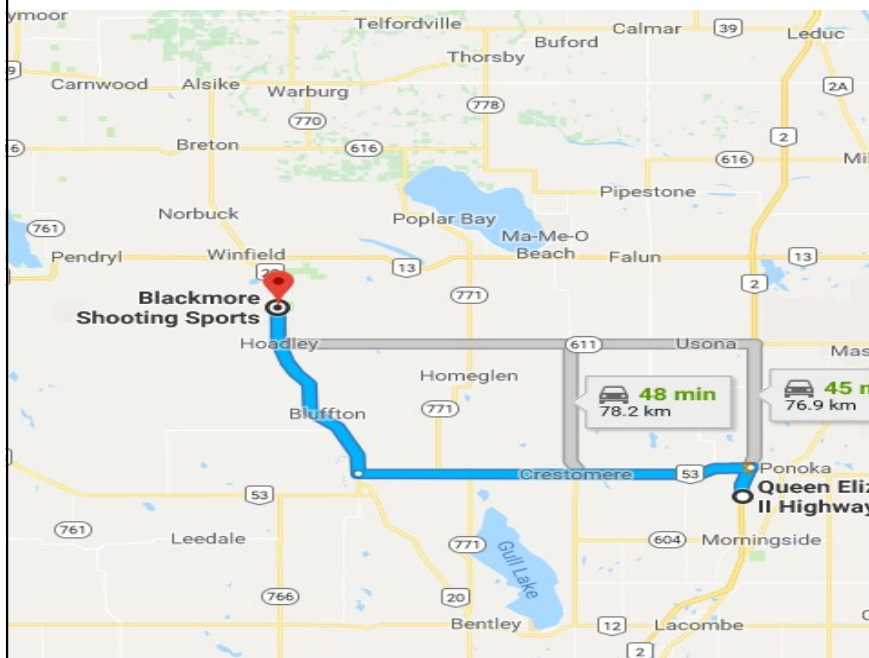 ymoor
Telfordville
Buford
Calmar
39
Leduc
Thorsby
Carnwood
Alsike
Warburg
2A
778
770
Breton
616
2
616
Mil
Pipestone
Norbuck
Poplar Bay
761
Ma-Me-O
Beach
Pendryl
Winfield
13
Falun
13
2
771
Blackmore
Shooting Sports
Hoadley
611
Usona
Mas
Homeglen
48 min
78.2 km
45 m
76.9 km
771
Bluffton
Crestomere
53
Ponoka
Queen Eliz
II Highway
53
761
Leedale
771
Gull Lake
604
Morningside
766
20
Bentley
12
Lacombe
2